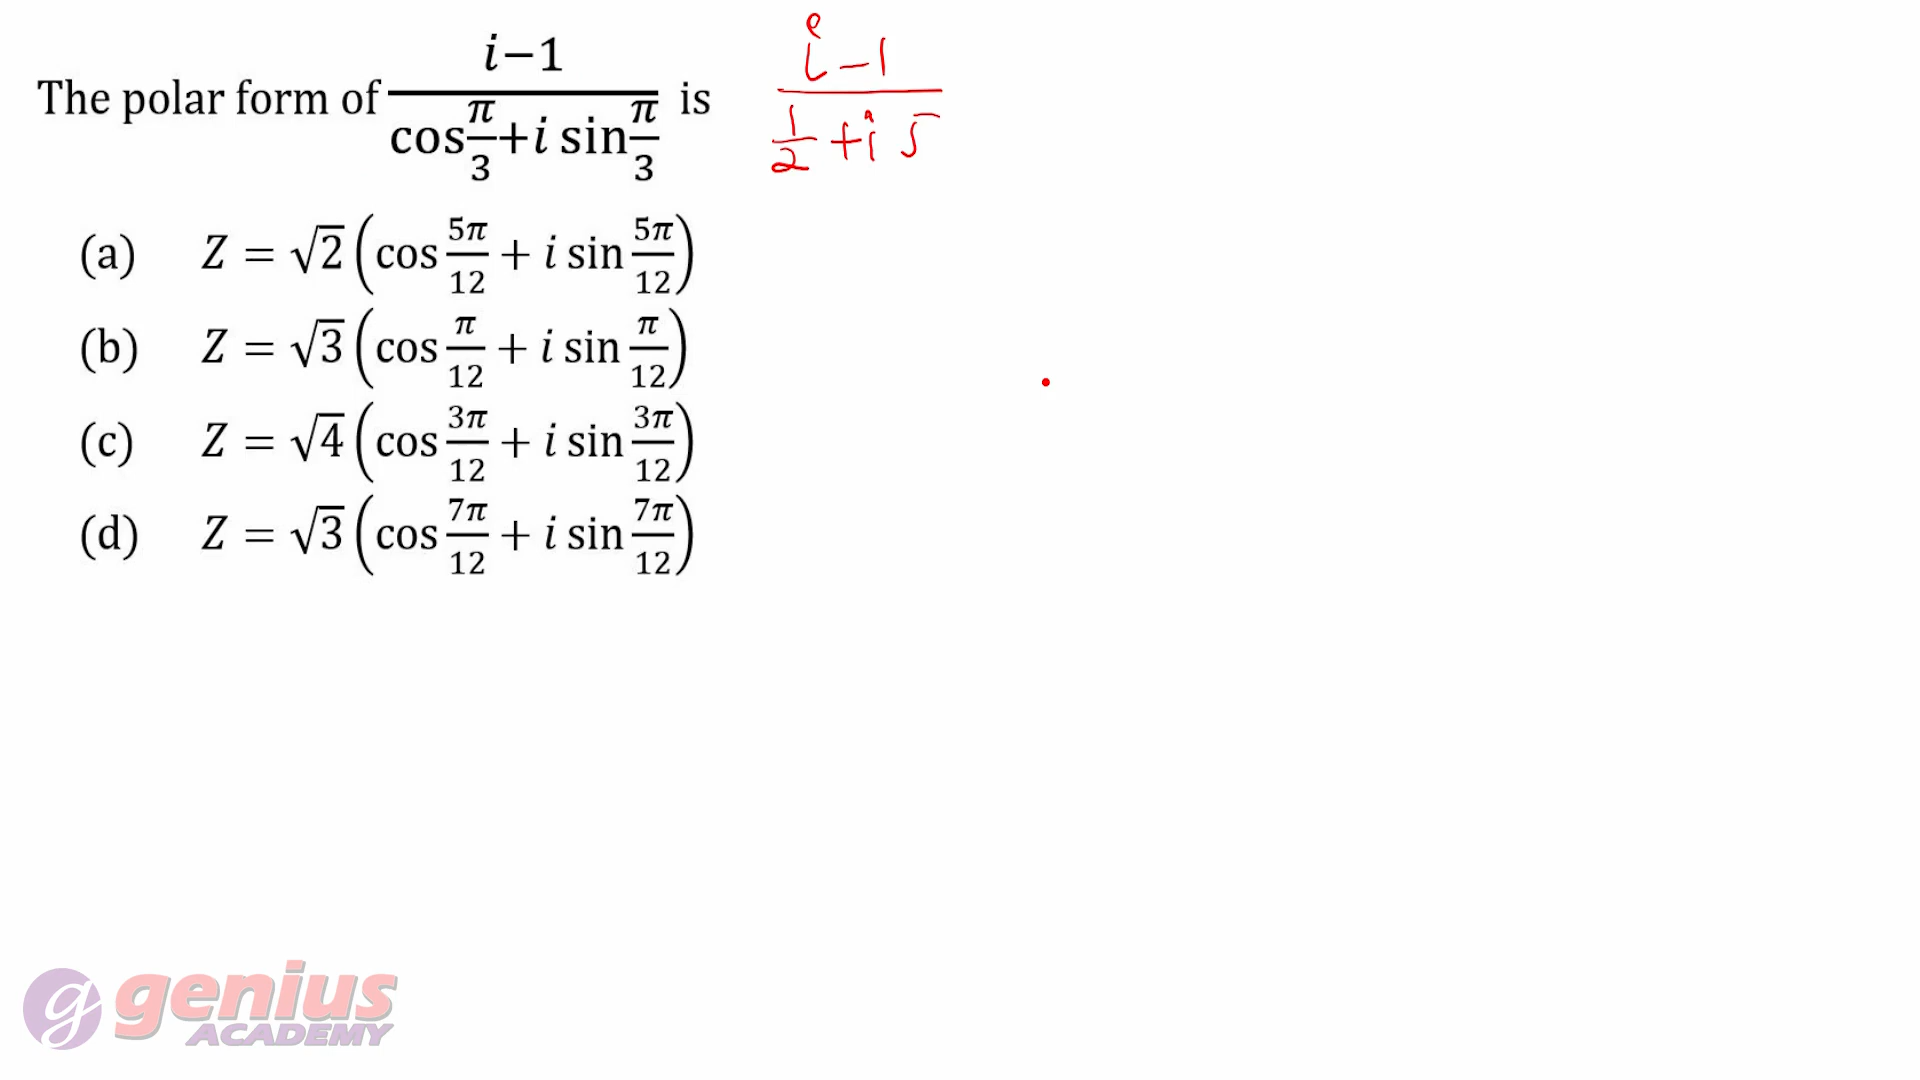 The polar form of (i−1)/(cos π/3 + i sin π/3) is
(a) Z = √2 (cos 5π/12 + i sin 5π/12)
(b) Z = √3 (cos π/12 + i sin π/12)
(c) Z = √4 (cos 3π/12 + i sin 3π/12)
(d) Z = √3 (cos 7π/12 + i sin 7π/12)
i−1
1/2 + i √
g genius
ACADEMY